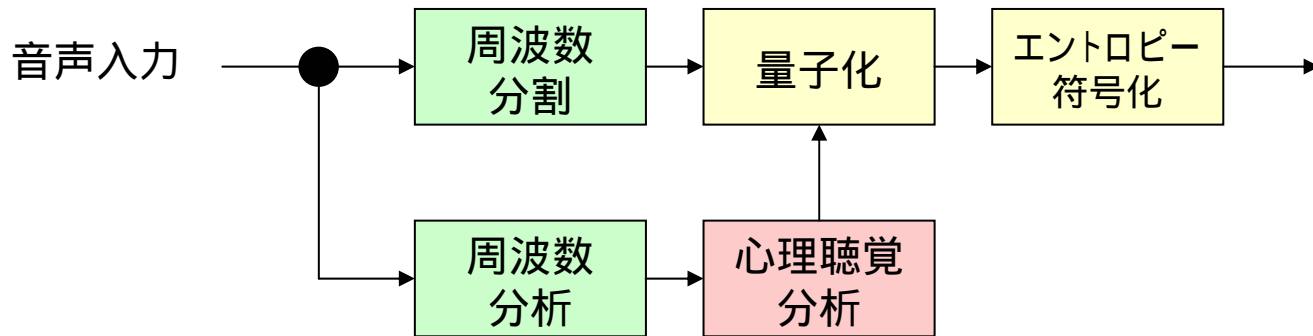 音声入力
周波数
分割
量子化
エントロピー
符号化
周波数
分析
心理聴覚
分析